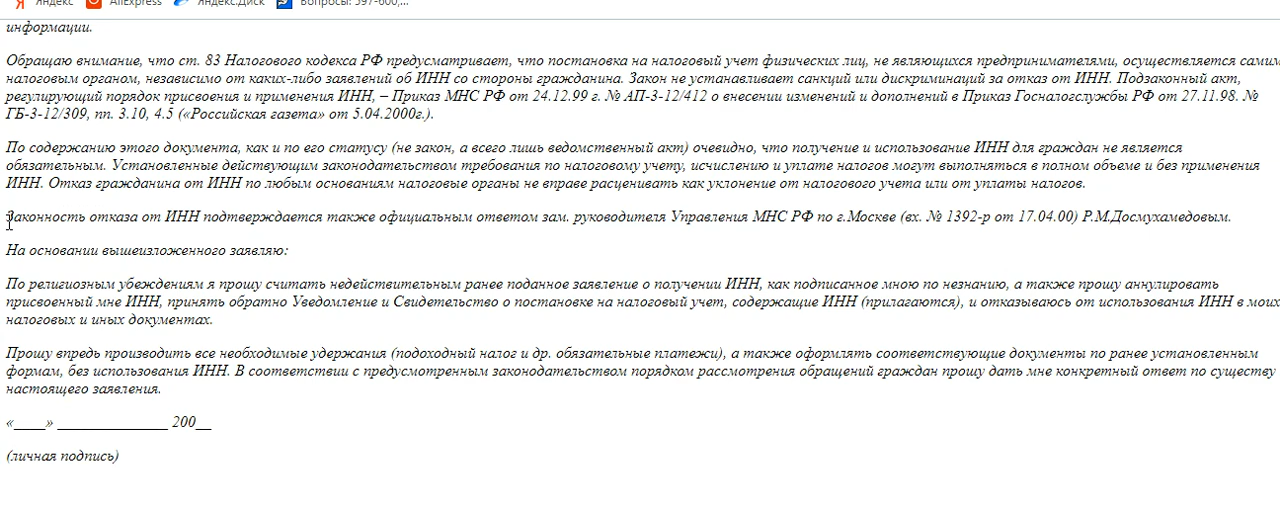 Яндекс AliExpress Яндекс.Диск Вопросы: 597-600,...
информации.
Обращаю внимание, что ст. 83 Налогового кодекса РФ предусматривает, что постановка на налоговый учет физических лиц, не являющихся предпринимателями, осуществляется самим
налоговым органом, независимо от каких-либо заявлений об ИНН со стороны гражданина. Закон не устанавливает санкций или дискриминаций за отказ от ИНН. Подзаконный акт,
регулирующий порядок присвоения и применения ИНН, – Приказ МНС РФ от 24.12.99 г. № АП-3-12/412 о внесении изменений и дополнений в Приказ Госналогслужбы РФ от 27.11.98. №
ГБ-3-12/309, пп. 3.10, 4.5 («Российская газета» от 5.04.2000г.).
По содержанию этого документа, как и по его статусу (не закон, а всего лишь ведомственный акт) очевидно, что получение и использование ИНН для граждан не является
обязательным. Установленные действующим законодательством требования по налоговому учету, исчислению и уплате налогов могут выполняться в полном объеме и без применения
ИНН. Отказ гражданина от ИНН по любым основаниям налоговые органы не вправе расценивать как уклонение от налогового учета или от уплаты налогов.
Законность отказа от ИНН подтверждается также официальным ответом зам. руководителя Управления МНС РФ по г.Москве (вх. № 1392-р от 17.04.00) Р.М.Досмухамедовым.
На основании вышеизложенного заявляю:
По религиозным убеждениям я прошу считать недействительным ранее поданное заявление о получении ИНН, как подписанное мною по незнанию, а также прошу аннулировать
присвоенный мне ИНН, принять обратно Уведомление и Свидетельство о постановке на налоговый учет, содержащие ИНН (прилагаются), и отказываюсь от использования ИНН в моих
налоговых и иных документах.
Прошу впредь производить все необходимые удержания (подоходный налог и др. обязательные платежи), а также оформлять соответствующие документы по ранее установленным
формам, без использования ИНН. В соответствии с предусмотренным законодательством порядком рассмотрения обращений граждан прошу дать мне конкретный ответ по существу
настоящего заявления.
«____» ______________ 200__
(личная подпись)